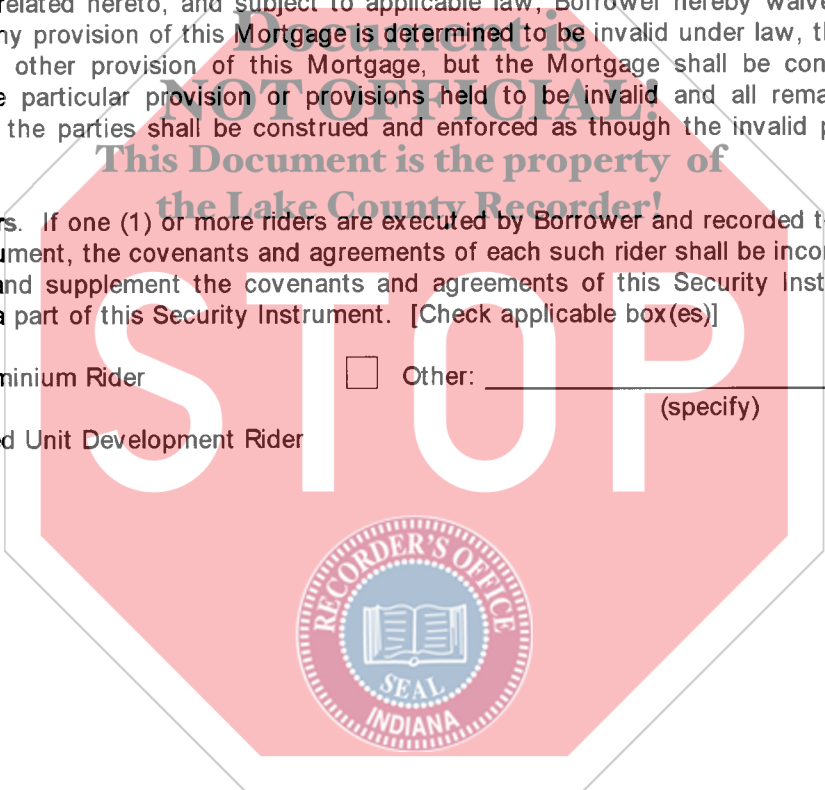 related hereto, and subject to applicable law, Borrower hereby waive
Document is
ny provision of this Mortgage is determined to be invalid under law, th
other provision of this Mortgage, but the Mortgage shall be con
NOT OFFICIAL!
e particular provision or provisions held to be invalid and all rema
the parties shall be construed and enforced as though the invalid p
This Document is the property of
the Lake County Recorder!
rs. If one (1) or more riders are executed by Borrower and recorded t
ument, the covenants and agreements of each such rider shall be incor
and supplement the covenants and agreements of this Security Inst
a part of this Security Instrument. [Check applicable box(es)]
minium Rider Other:
(specify)
d Unit Development Rider
STOP
RECORDER'S OFFICE
SEAL
INDIANA